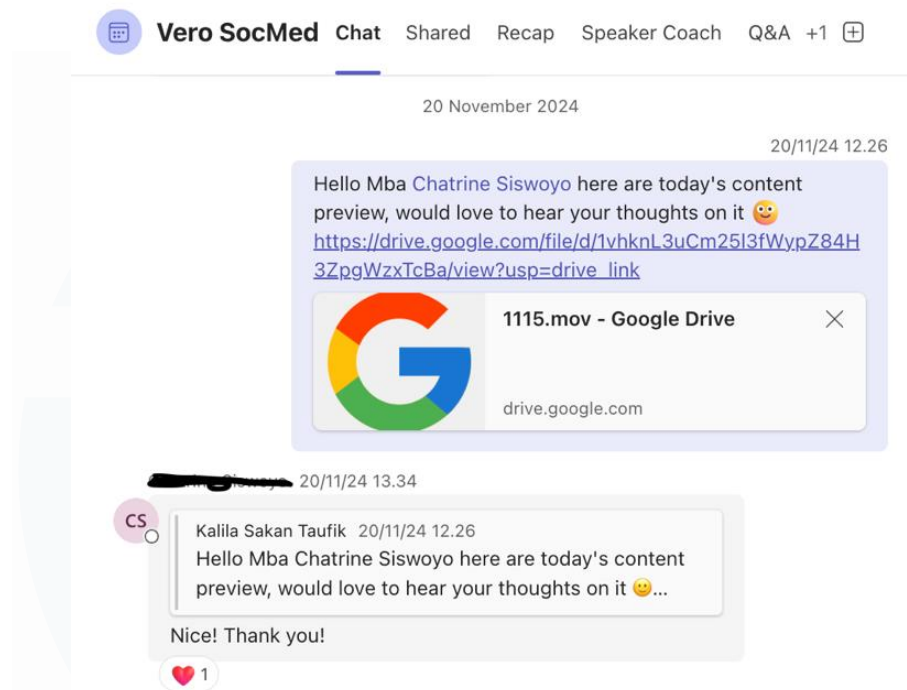 Vero SocMed Chat Shared Recap Speaker Coach Q&A +1
20 November 2024
20/11/24 12.26
Hello Mba Chatrine Siswoyo here are today's content
preview, would love to hear your thoughts on it
https://drive.google.com/file/d/1vhknL3uCm25I3fWypZ84H
3ZpgWzxTcBa/view?usp=drive_link
1115.mov - Google Drive
drive.google.com
20/11/24 13.34
CS
Kalila Sakan Taufik 20/11/24 12.26
Hello Mba Chatrine Siswoyo here are today's content
preview, would love to hear your thoughts on it 🙂...
Nice! Thank you!
❤️ 1